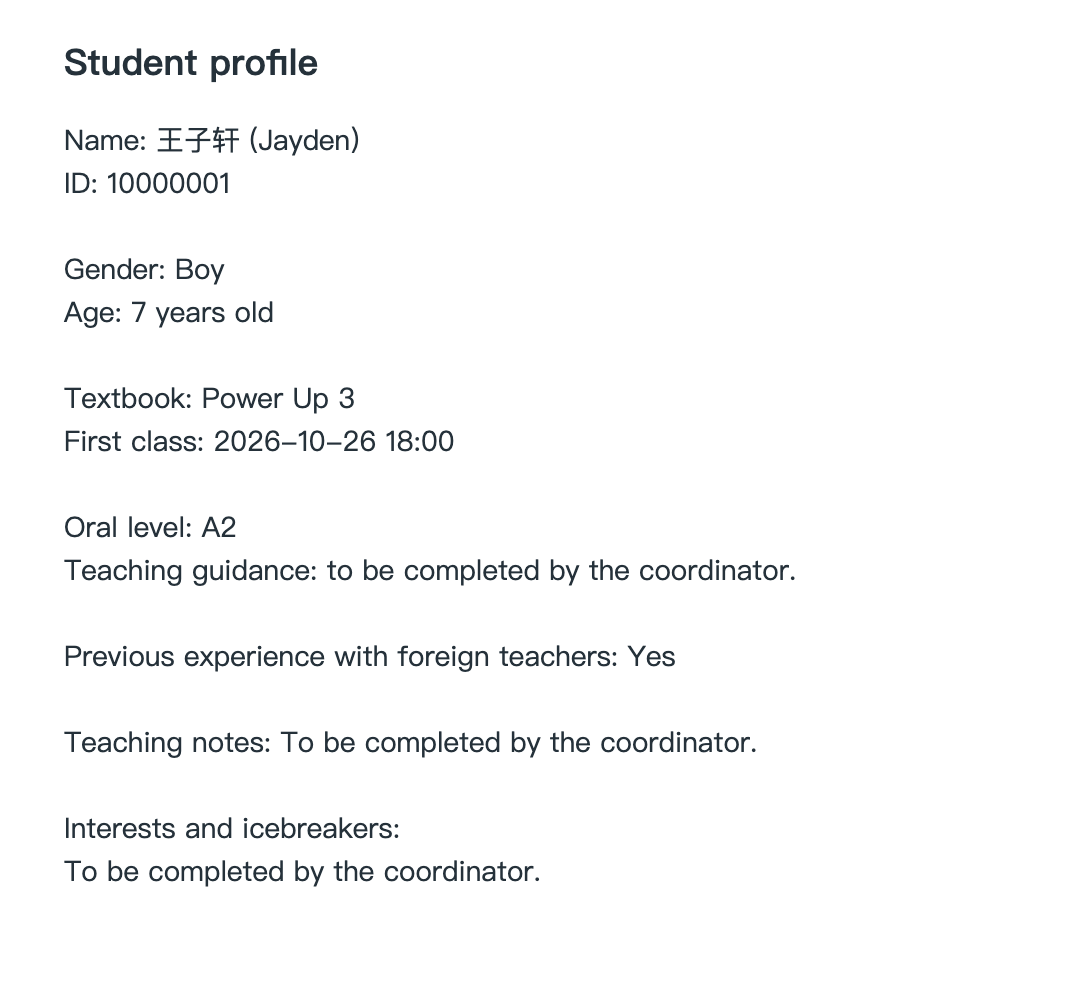 Student profile
Name: 王子轩 (Jayden)
ID: 10000001
Gender: Boy
Age: 7 years old
Textbook: Power Up 3
First class: 2026–10–26 18:00
Oral level: A2
Teaching guidance: to be completed by the coordinator.
Previous experience with foreign teachers: Yes
Teaching notes: To be completed by the coordinator.
Interests and icebreakers:
To be completed by the coordinator.